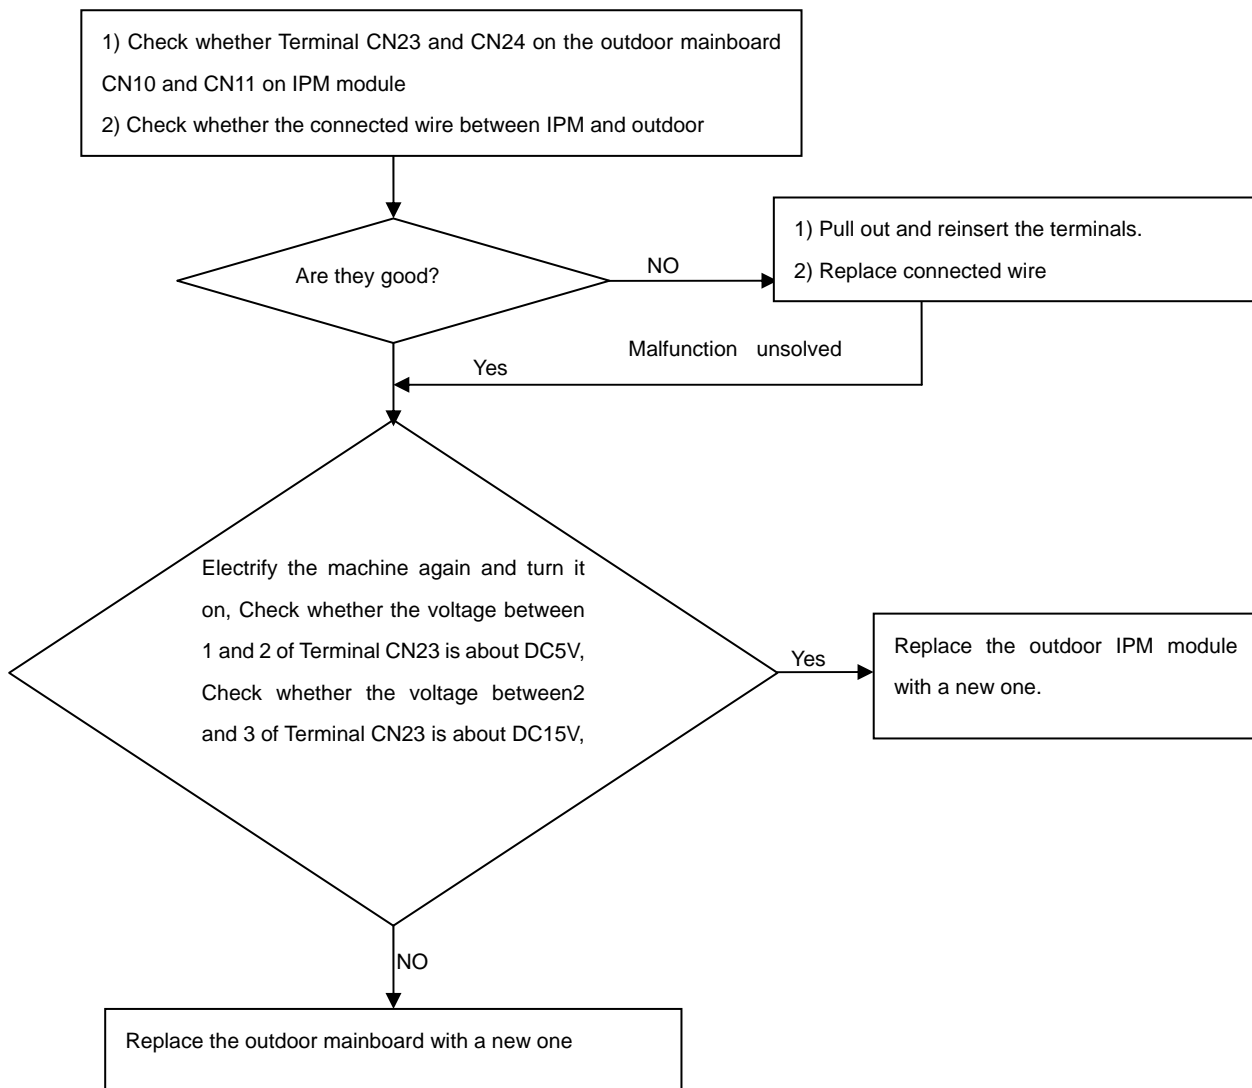 1) Check whether Terminal CN23 and CN24 on the outdoor mainboard
CN10 and CN11 on IPM module
2) Check whether the connected wire between IPM and outdoor
1) Pull out and reinsert the terminals.
2) Replace connected wire
Are they good?
NO
Malfunction unsolved
Yes
Electrify the machine again and turn it
on, Check whether the voltage between
1 and 2 of Terminal CN23 is about DC5V,
Check whether the voltage between2
and 3 of Terminal CN23 is about DC15V,
Yes
Replace the outdoor IPM module
with a new one.
NO
Replace the outdoor mainboard with a new one